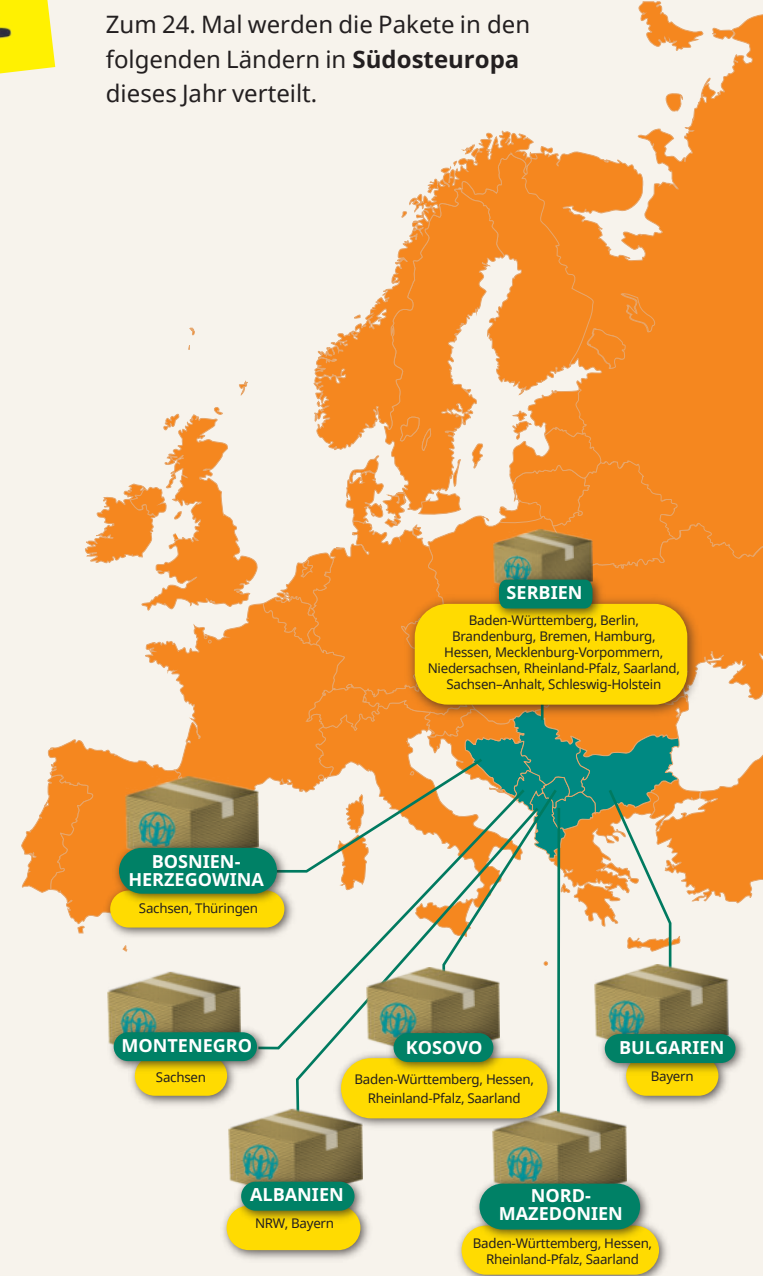 Zum 24. Mal werden die Pakete in den
folgenden Ländern in Südosteuropa
dieses Jahr verteilt.
SERBIEN
Baden-Württemberg, Berlin,
Brandenburg, Bremen, Hamburg,
Hessen, Mecklenburg-Vorpommern,
Niedersachsen, Rheinland-Pfalz, Saarland,
Sachsen–Anhalt, Schleswig-Holstein
BOSNIEN-
HERZEGOWINA
Sachsen, Thüringen
MONTENEGRO
Sachsen
KOSOVO
Baden-Württemberg, Hessen,
Rheinland-Pfalz, Saarland
BULGARIEN
Bayern
ALBANIEN
NRW, Bayern
NORD-
MAZEDONIEN
Baden-Württemberg, Hessen,
Rheinland-Pfalz, Saarland